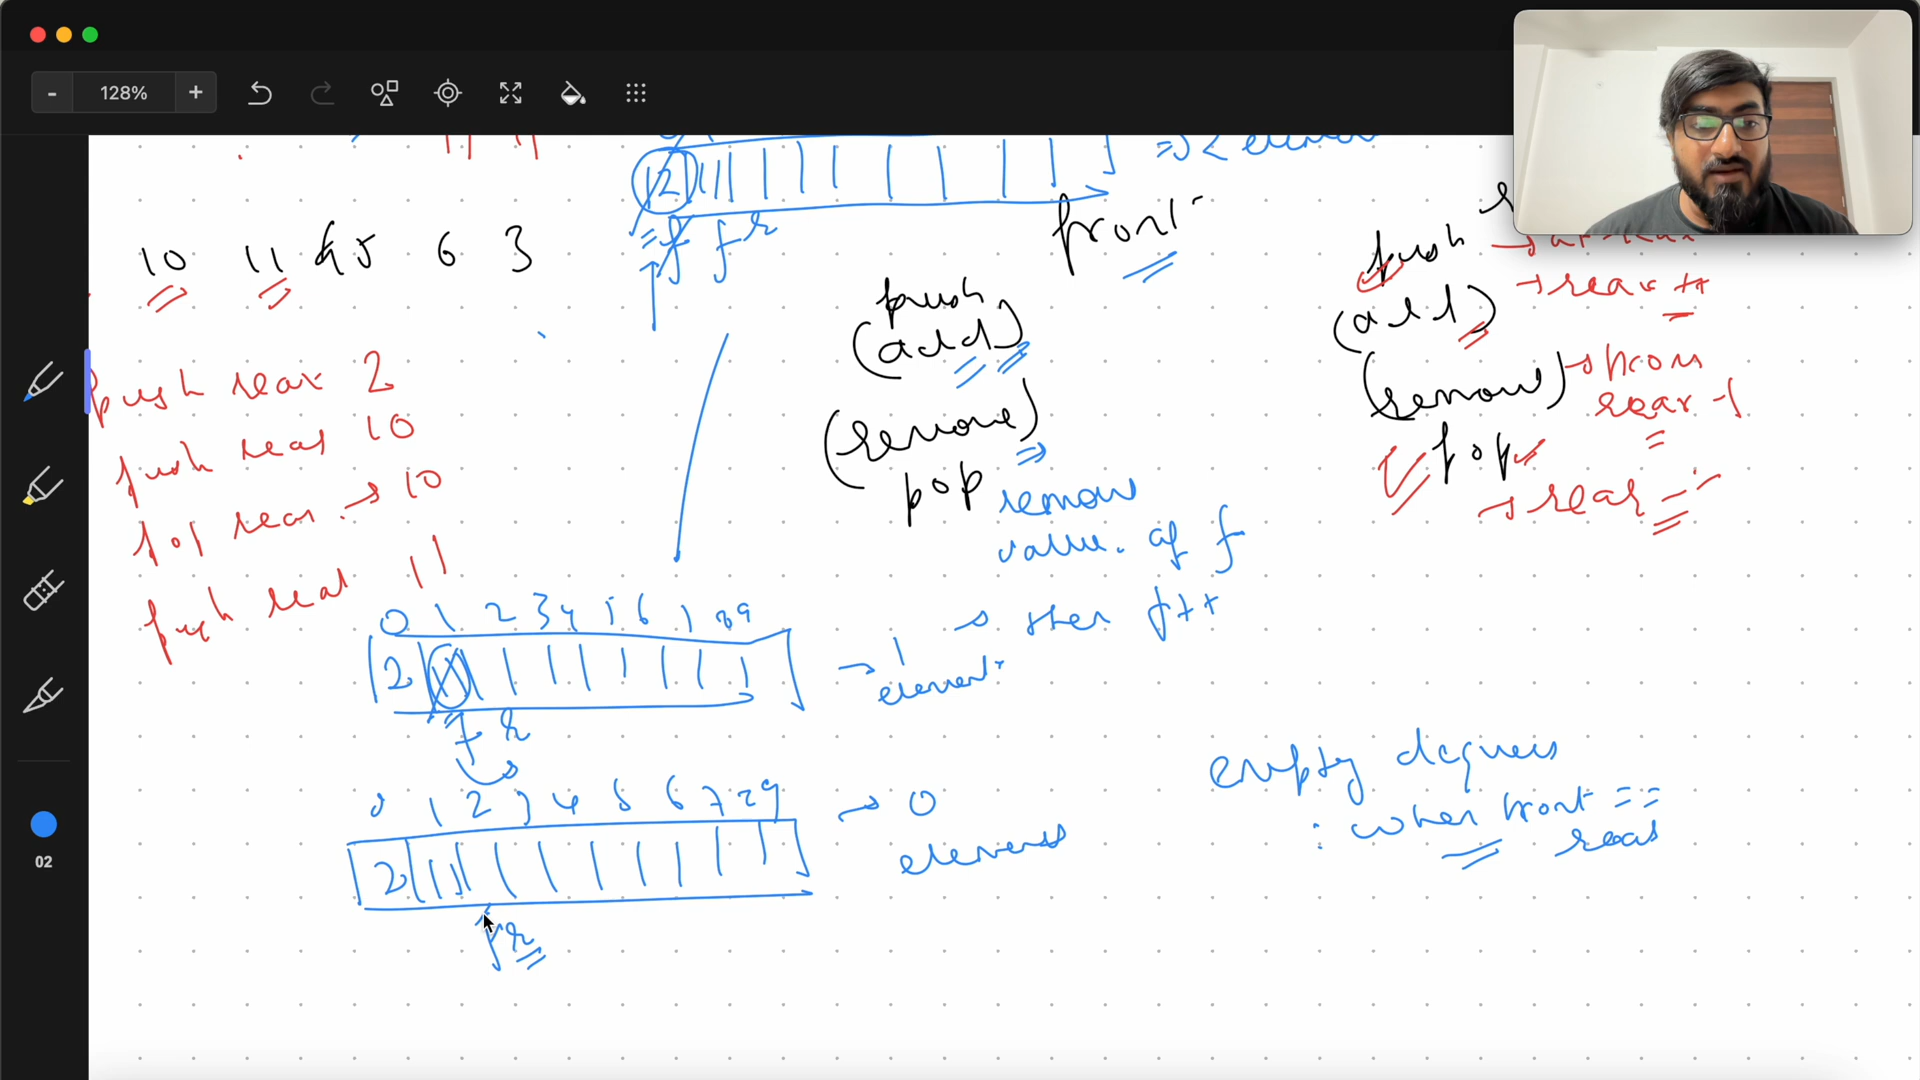 128%
10 11 5 6 3
front
push
(add)
(remove)
pop
remove
value. of f
→ then f++
push
(add)
→ rear ++
(remove) → from
rear -1
pop
→ rear --
push rear 2
push rear 10
pop rear → 10
push rear 11
0 1 2 3 4 5 6 7 8 9
2 11
→ 1
element
f r
0 1 2 3 4 5 6 7 8 9
→ 0
elements
2 11
f r
empty deques
: when front ==
rear
02